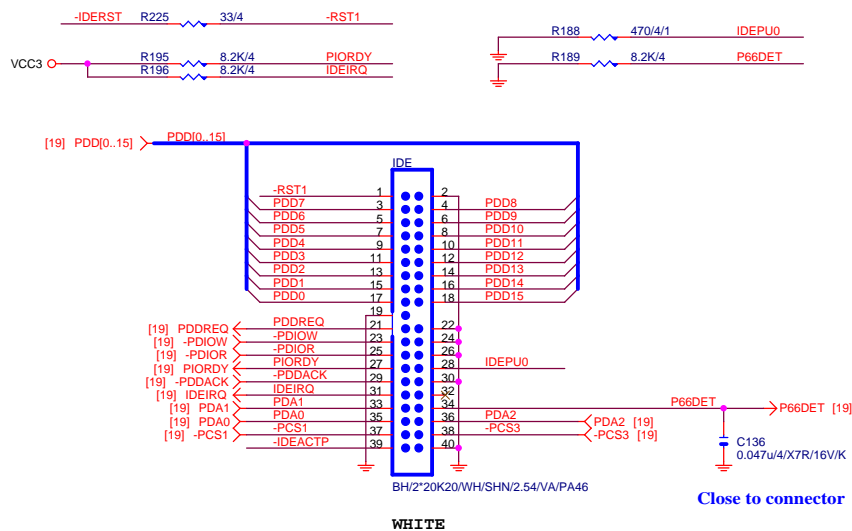 -IDERST R225 33/4 -RST1
R188 470/4/1 IDEPU0
VCC3 R195 8.2K/4 PIORDY
R196 8.2K/4 IDEIRQ
R189 8.2K/4 P66DET
[19] PDD[0..15] PDD[0..15]
IDE
-RST1 1 2
PDD7 3 4 PDD8
PDD6 5 6 PDD9
PDD5 7 8 PDD10
PDD4 9 10 PDD11
PDD3 11 12 PDD12
PDD2 13 14 PDD13
PDD1 15 16 PDD14
PDD0 17 18 PDD15
19
[19] PDDREQ PDDREQ 21 22
[19] -PDIOW -PDIOW 23 24
[19] -PDIOR -PDIOR 25 26
[19] PIORDY PIORDY 27 28 IDEPU0
[19] -PDDACK -PDDACK 29 30
[19] IDEIRQ IDEIRQ 31 32
[19] PDA1 PDA1 33 34 P66DET P66DET [19]
[19] PDA0 PDA0 35 36 PDA2 PDA2 [19]
[19] -PCS1 -PCS1 37 38 -PCS3 -PCS3 [19]
-IDEACTP 39 40
C136
0.047u/4/X7R/16V/K
BH/2*20K20/WH/SHN/2.54/VA/PA46
Close to connector
WHITE